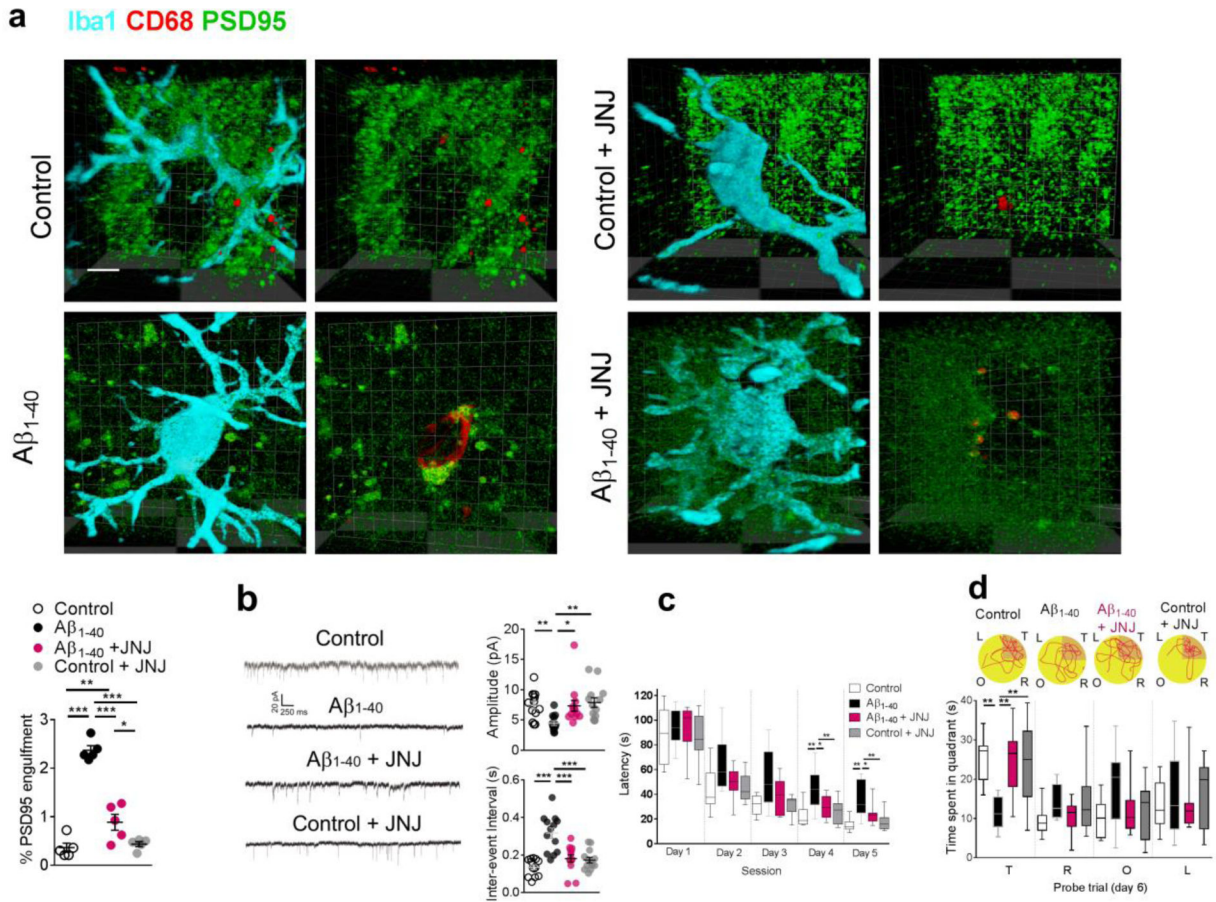 a
Iba1 CD68 PSD95
Control
Control + JNJ
Aβ1-40
Aβ1-40 + JNJ
Control
Aβ1-40
Aβ1-40 +JNJ
Control + JNJ
% PSD95 engulfment
3
2
1
0
** 
*** 
*** ***
*
b
Control
20 pA
250 ms
Aβ1-40
Aβ1-40 + JNJ
Control + JNJ
Amplitude (pA)
20
15
10
5
0
**
** *
Inter-event Interval (s)
0.6
0.4
0.2
0.0
***
*** ***
c
Latency (s)
120
100
80
60
40
20
0
Control
Aβ1-40
Aβ1-40 + JNJ
Control + JNJ
**
** *
**
** *
Day 1 Day 2 Day 3 Day 4 Day 5
Session
d
Control Aβ1-40 Aβ1-40 + JNJ Control + JNJ
L T L T L T L T
O R O R O R O R
Time spent in quadrant (s)
40
30
20
10
0
**
** **
T R O L
Probe trial (day 6)